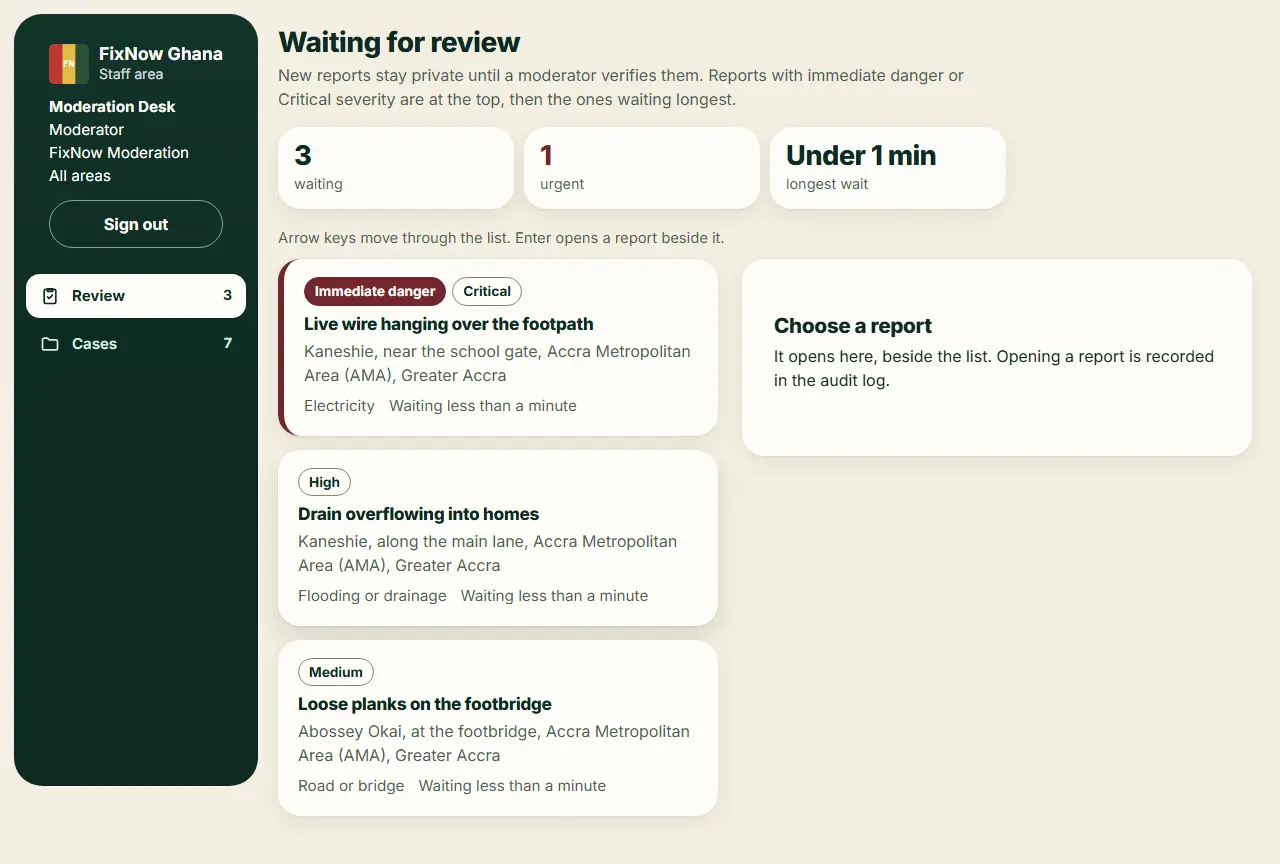 FN
FixNow Ghana
Staff area
Moderation Desk
Moderator
FixNow Moderation
All areas
Sign out
Review 3
Cases 7
Waiting for review
New reports stay private until a moderator verifies them. Reports with immediate danger or
Critical severity are at the top, then the ones waiting longest.
3
waiting
1
urgent
Under 1 min
longest wait
Arrow keys move through the list. Enter opens a report beside it.
Immediate danger Critical
Live wire hanging over the footpath
Kaneshie, near the school gate, Accra Metropolitan
Area (AMA), Greater Accra
Electricity Waiting less than a minute
High
Drain overflowing into homes
Kaneshie, along the main lane, Accra Metropolitan
Area (AMA), Greater Accra
Flooding or drainage Waiting less than a minute
Medium
Loose planks on the footbridge
Abossey Okai, at the footbridge, Accra Metropolitan
Area (AMA), Greater Accra
Road or bridge Waiting less than a minute
Choose a report
It opens here, beside the list. Opening a report is recorded
in the audit log.